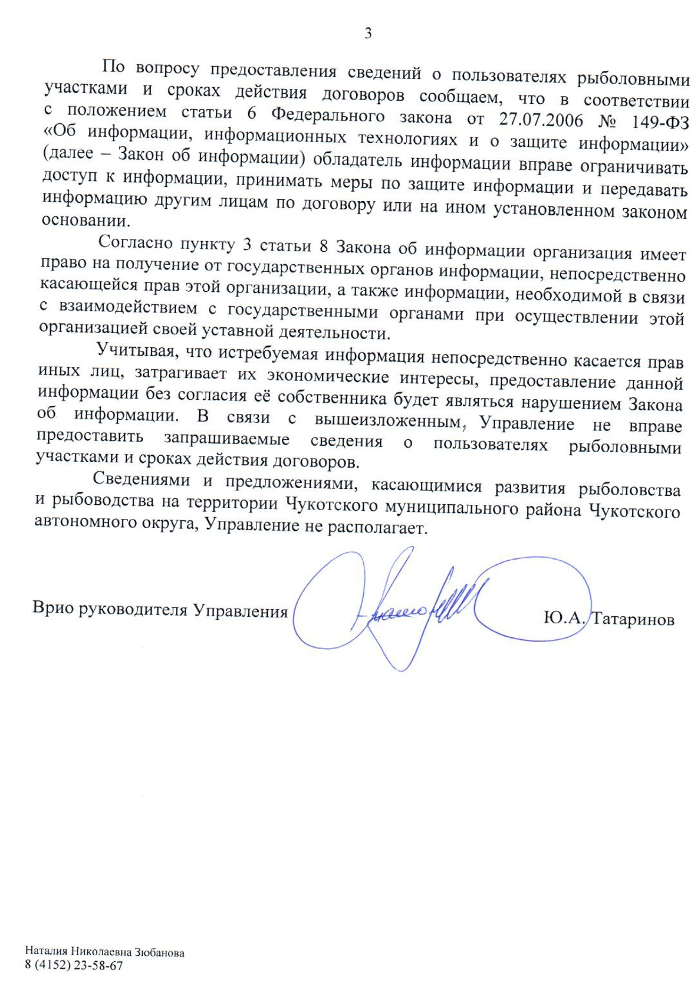 3
По вопросу предоставления сведений о пользователях рыболовными
участками и сроках действия договоров сообщаем, что в соответствии
с положением статьи 6 Федерального закона от 27.07.2006 № 149-ФЗ
«Об информации, информационных технологиях и о защите информации»
(далее – Закон об информации) обладатель информации вправе ограничивать
доступ к информации, принимать меры по защите информации и передавать
информацию другим лицам по договору или на ином установленном законом
основании.
Согласно пункту 3 статьи 8 Закона об информации организация имеет
право на получение от государственных органов информации, непосредственно
касающейся прав этой организации, а также информации, необходимой в связи
с взаимодействием с государственными органами при осуществлении этой
организацией своей уставной деятельности.
Учитывая, что истребуемая информация непосредственно касается прав
иных лиц, затрагивает их экономические интересы, предоставление данной
информации без согласия её собственника будет являться нарушением Закона
об информации. В связи с вышеизложенным, Управление не вправе
предоставить запрашиваемые сведения о пользователях рыболовными
участками и сроках действия договоров.
Сведениями и предложениями, касающимися развития рыболовства
и рыбоводства на территории Чукотского муниципального района Чукотского
автономного округа, Управление не располагает.
Врио руководителя Управления
Ю.А. Татаринов
Наталия Николаевна Зюбанова
8 (4152) 23-58-67